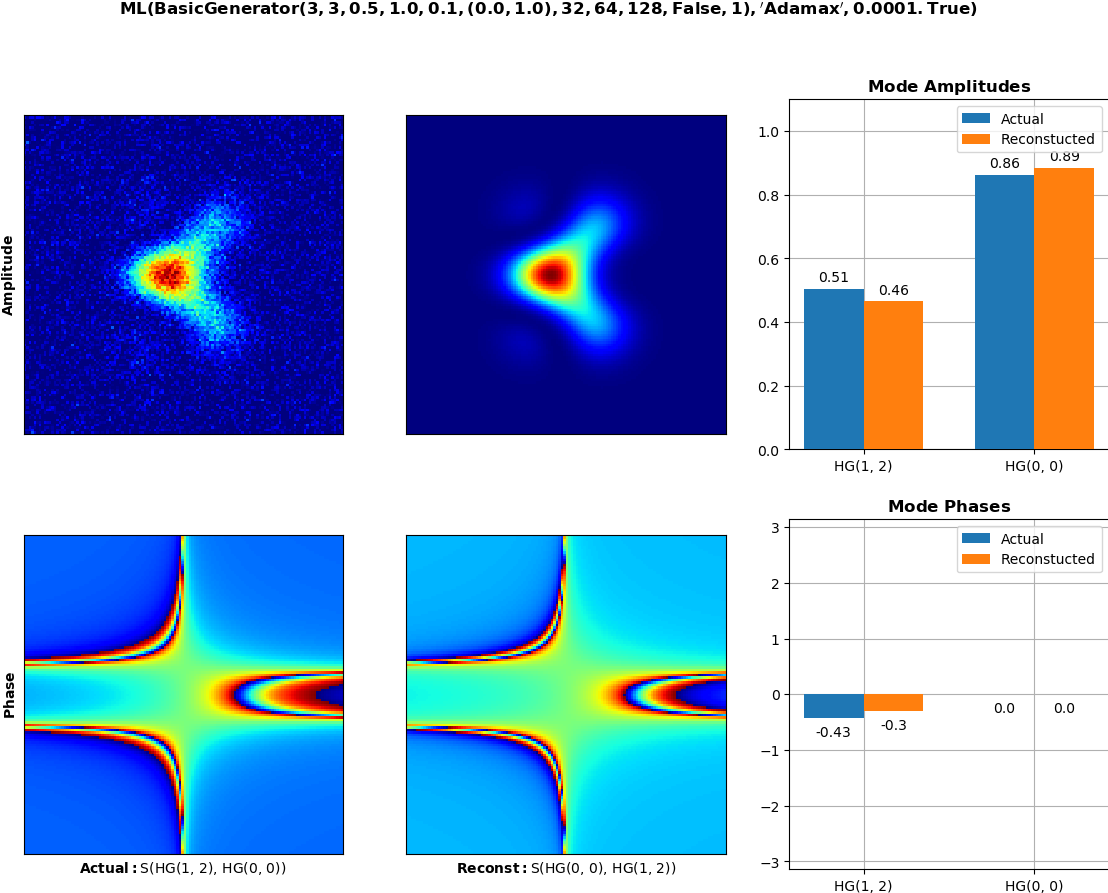 ML(BasicGenerator(3, 3, 0.5, 1.0, 0.1, (0.0, 1.0), 32, 64, 128, False, 1), ′Adamax′, 0.0001. True)
Amplitude
Mode Amplitudes
Actual
Reconstucted
1.0
0.8
0.6
0.4
0.2
0.0
0.51
0.46
0.86
0.89
HG(1, 2)
HG(0, 0)
Phase
Actual: S(HG(1, 2), HG(0, 0))
Reconst: S(HG(0, 0), HG(1, 2))
Mode Phases
Actual
Reconstucted
3
2
1
0
−1
−2
−3
-0.43
-0.3
0.0
0.0
HG(1, 2)
HG(0, 0)